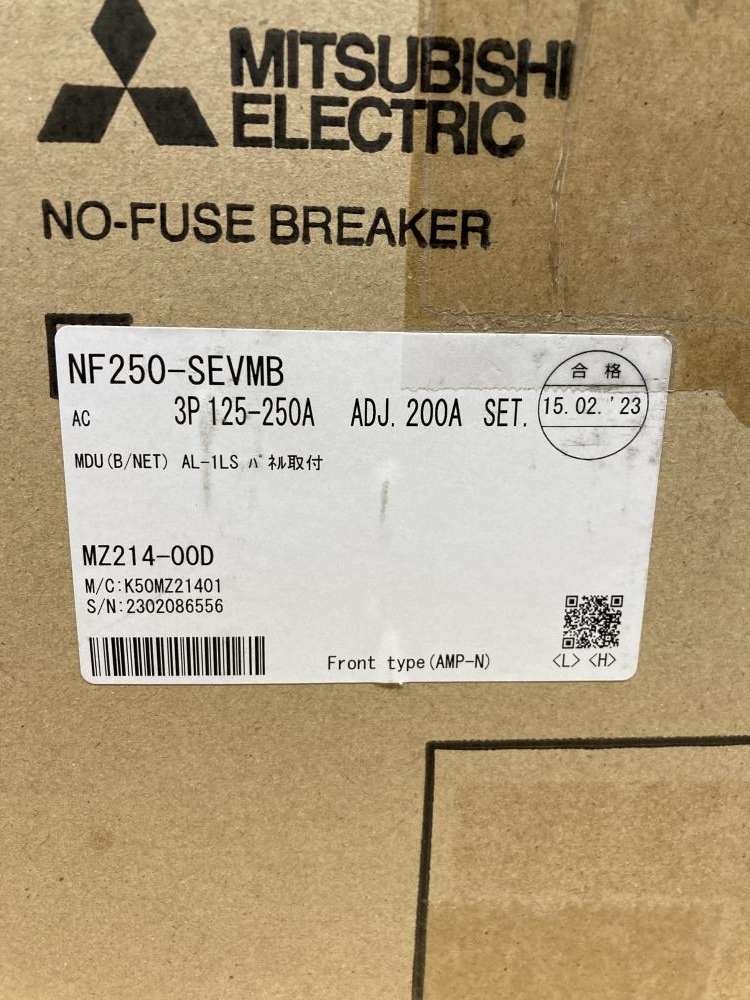 MITSUBISHI
ELECTRIC
NO-FUSE BREAKER
NF250-SEVMB
AC 3P 125-250A ADJ. 200A SET.
合格
15.02.'23
MDU(B/NET) AL-1LS パネル取付
MZ214-00D
M/C:K50MZ21401
S/N:2302086556
Front type(AMP-N)
<L> <H>